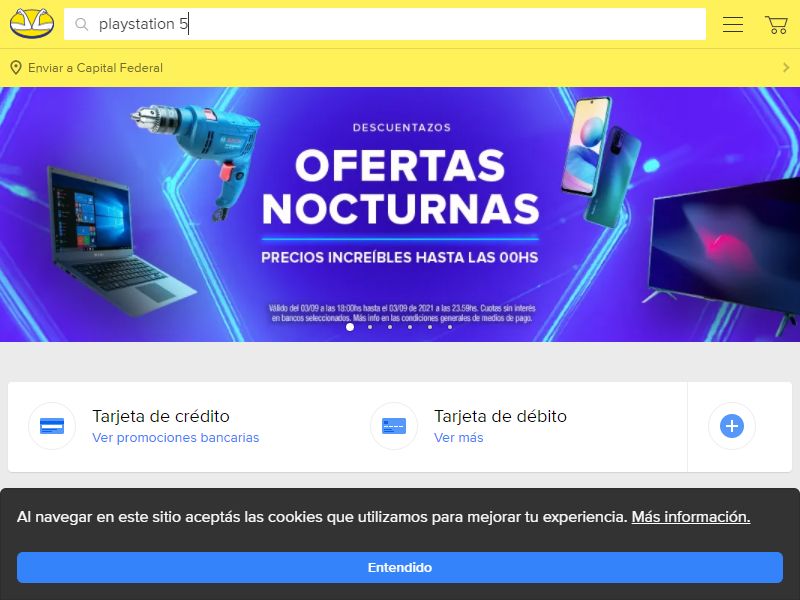 playstation 5
Enviar a Capital Federal
DESCUENTAZOS
OFERTAS
NOCTURNAS
PRECIOS INCREÍBLES HASTA LAS 00HS
Válido del 03/09 a las 18:00hs hasta el 03/09 de 2021 a las 23.59hs. Cuotas sin interés
en bancos seleccionados. Más info en las condiciones generales de medios de pago.
Tarjeta de crédito
Ver promociones bancarias
Tarjeta de débito
Ver más
Al navegar en este sitio aceptás las cookies que utilizamos para mejorar tu experiencia. Más información.
Entendido